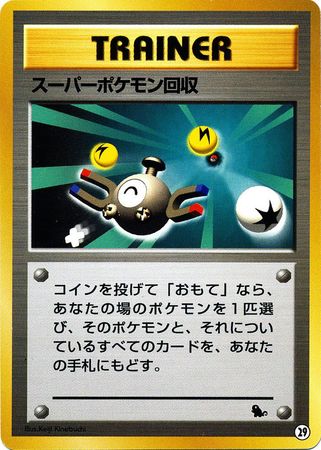 TRAINER
スーパーポケモン回収
コインを投げて「おもて」なら、
あなたの場のポケモンを1匹選
び、そのポケモンと、それについ
ているすべてのカードを、あなた
の手札にもどす。
Illus.Keiji Kinebuchi
29